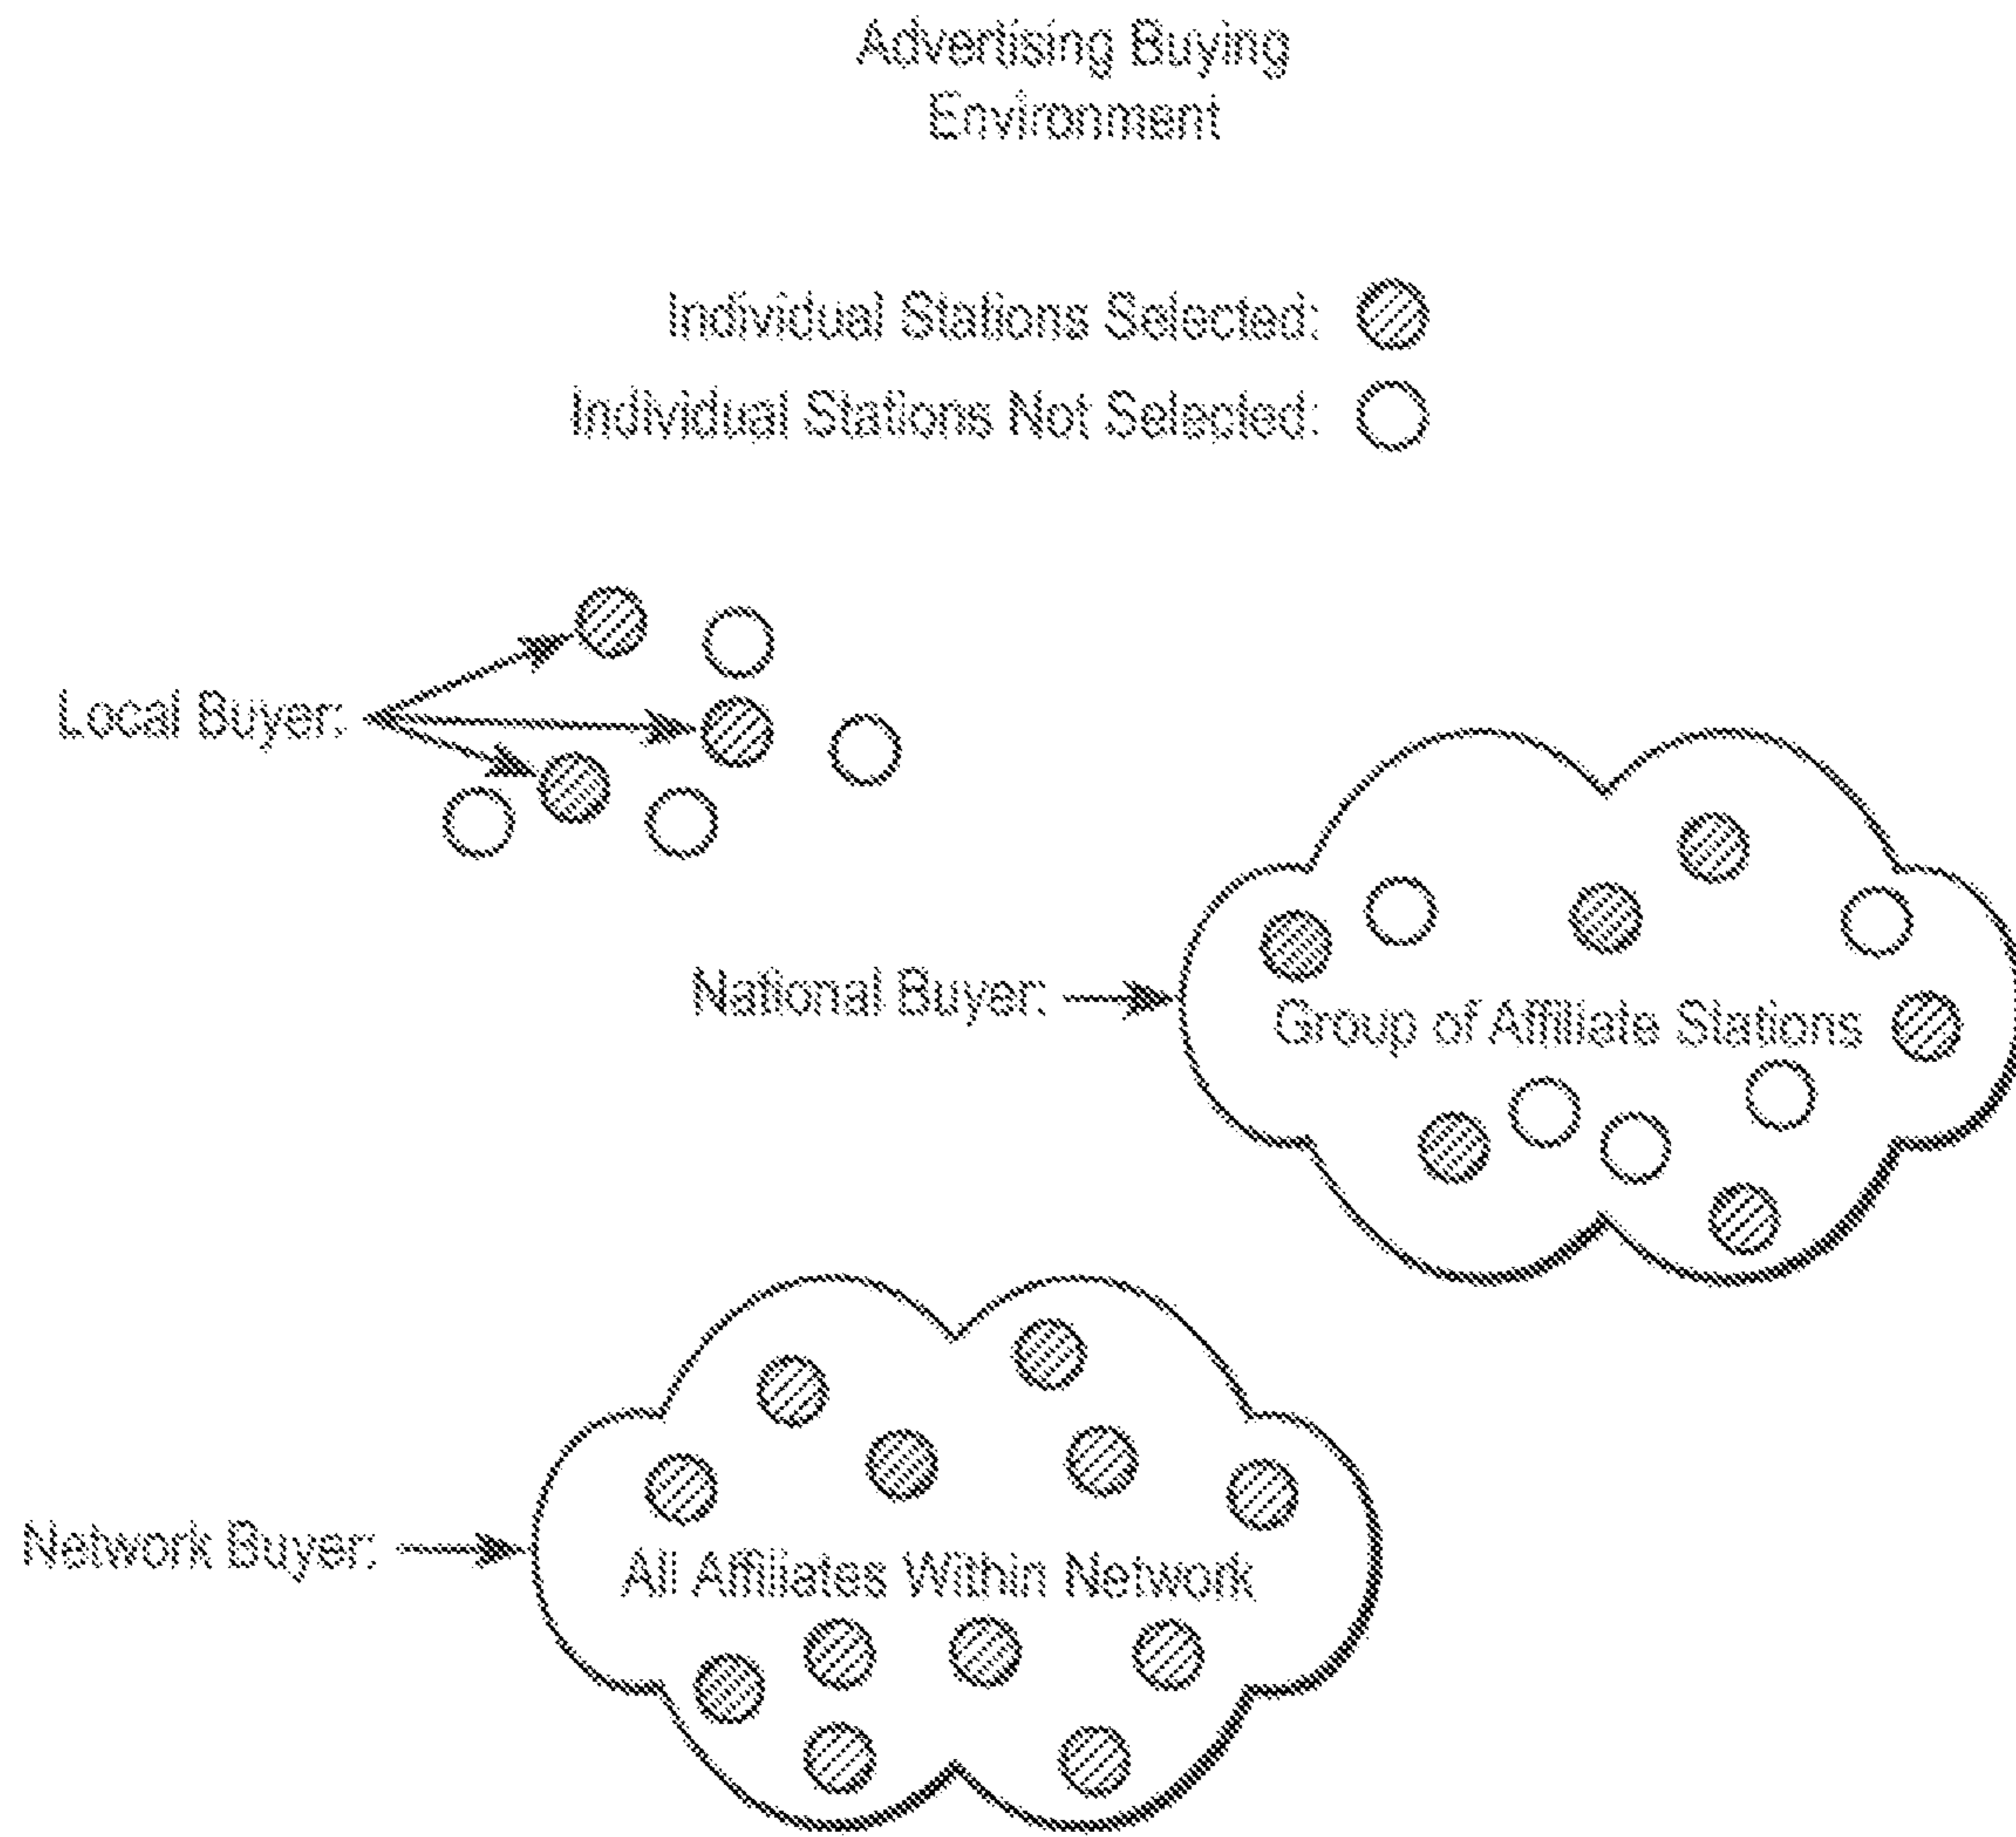 Advertising Buying
Environment
Individual Stations Selected:
Individual Stations Not Selected:
Local Buyer:
National Buyer:
Group of Affiliate Stations
Network Buyer:
All Affiliates Within Network